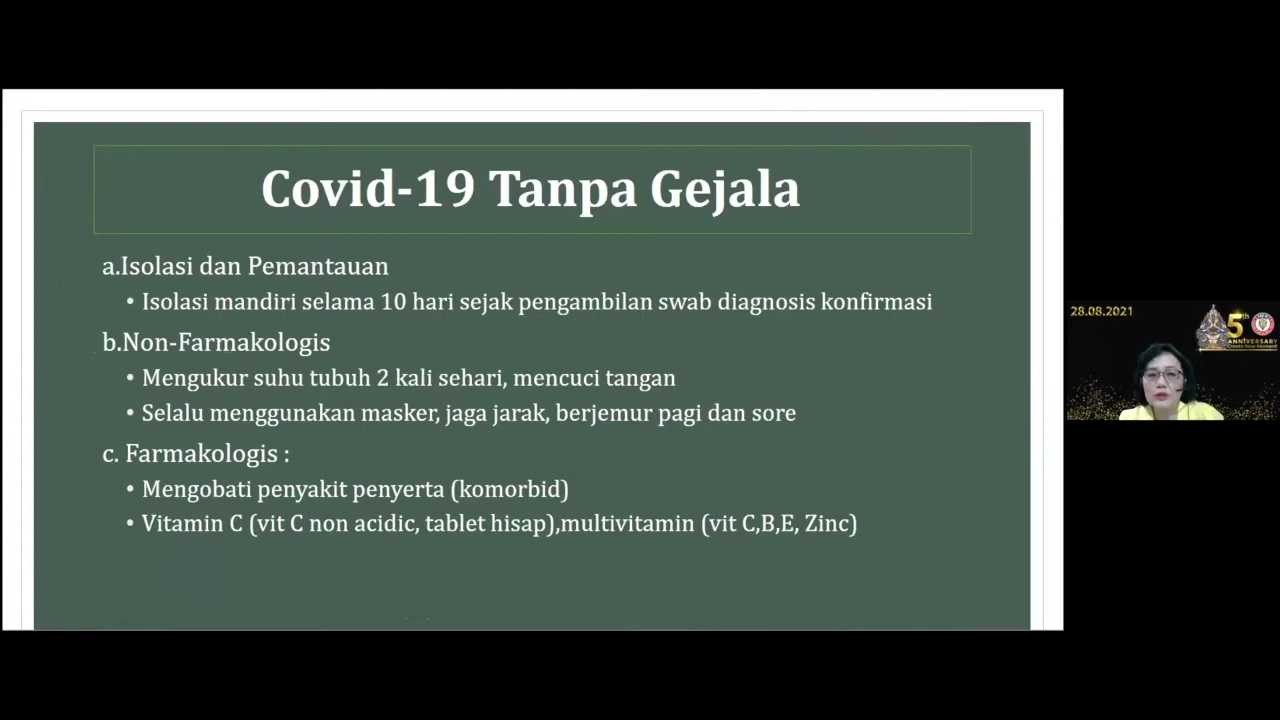 Covid-19 Tanpa Gejala
a.Isolasi dan Pemantauan
• Isolasi mandiri selama 10 hari sejak pengambilan swab diagnosis konfirmasi
b.Non-Farmakologis
• Mengukur suhu tubuh 2 kali sehari, mencuci tangan
• Selalu menggunakan masker, jaga jarak, berjemur pagi dan sore
c. Farmakologis :
• Mengobati penyakit penyerta (komorbid)
• Vitamin C (vit C non acidic, tablet hisap),multivitamin (vit C,B,E, Zinc)
28.08.2021
5th
ANNIVERSARY